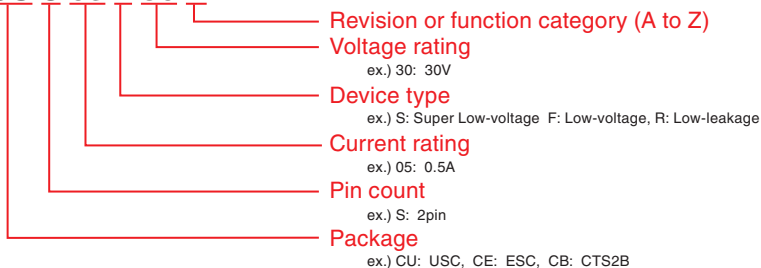 Revision or function category (A to Z)
Voltage rating
ex.) 30: 30V
Device type
ex.) S: Super Low-voltage F: Low-voltage, R: Low-leakage
Current rating
ex.) 05: 0.5A
Pin count
ex.) S: 2pin
Package
ex.) CU: USC, CE: ESC, CB: CTS2B